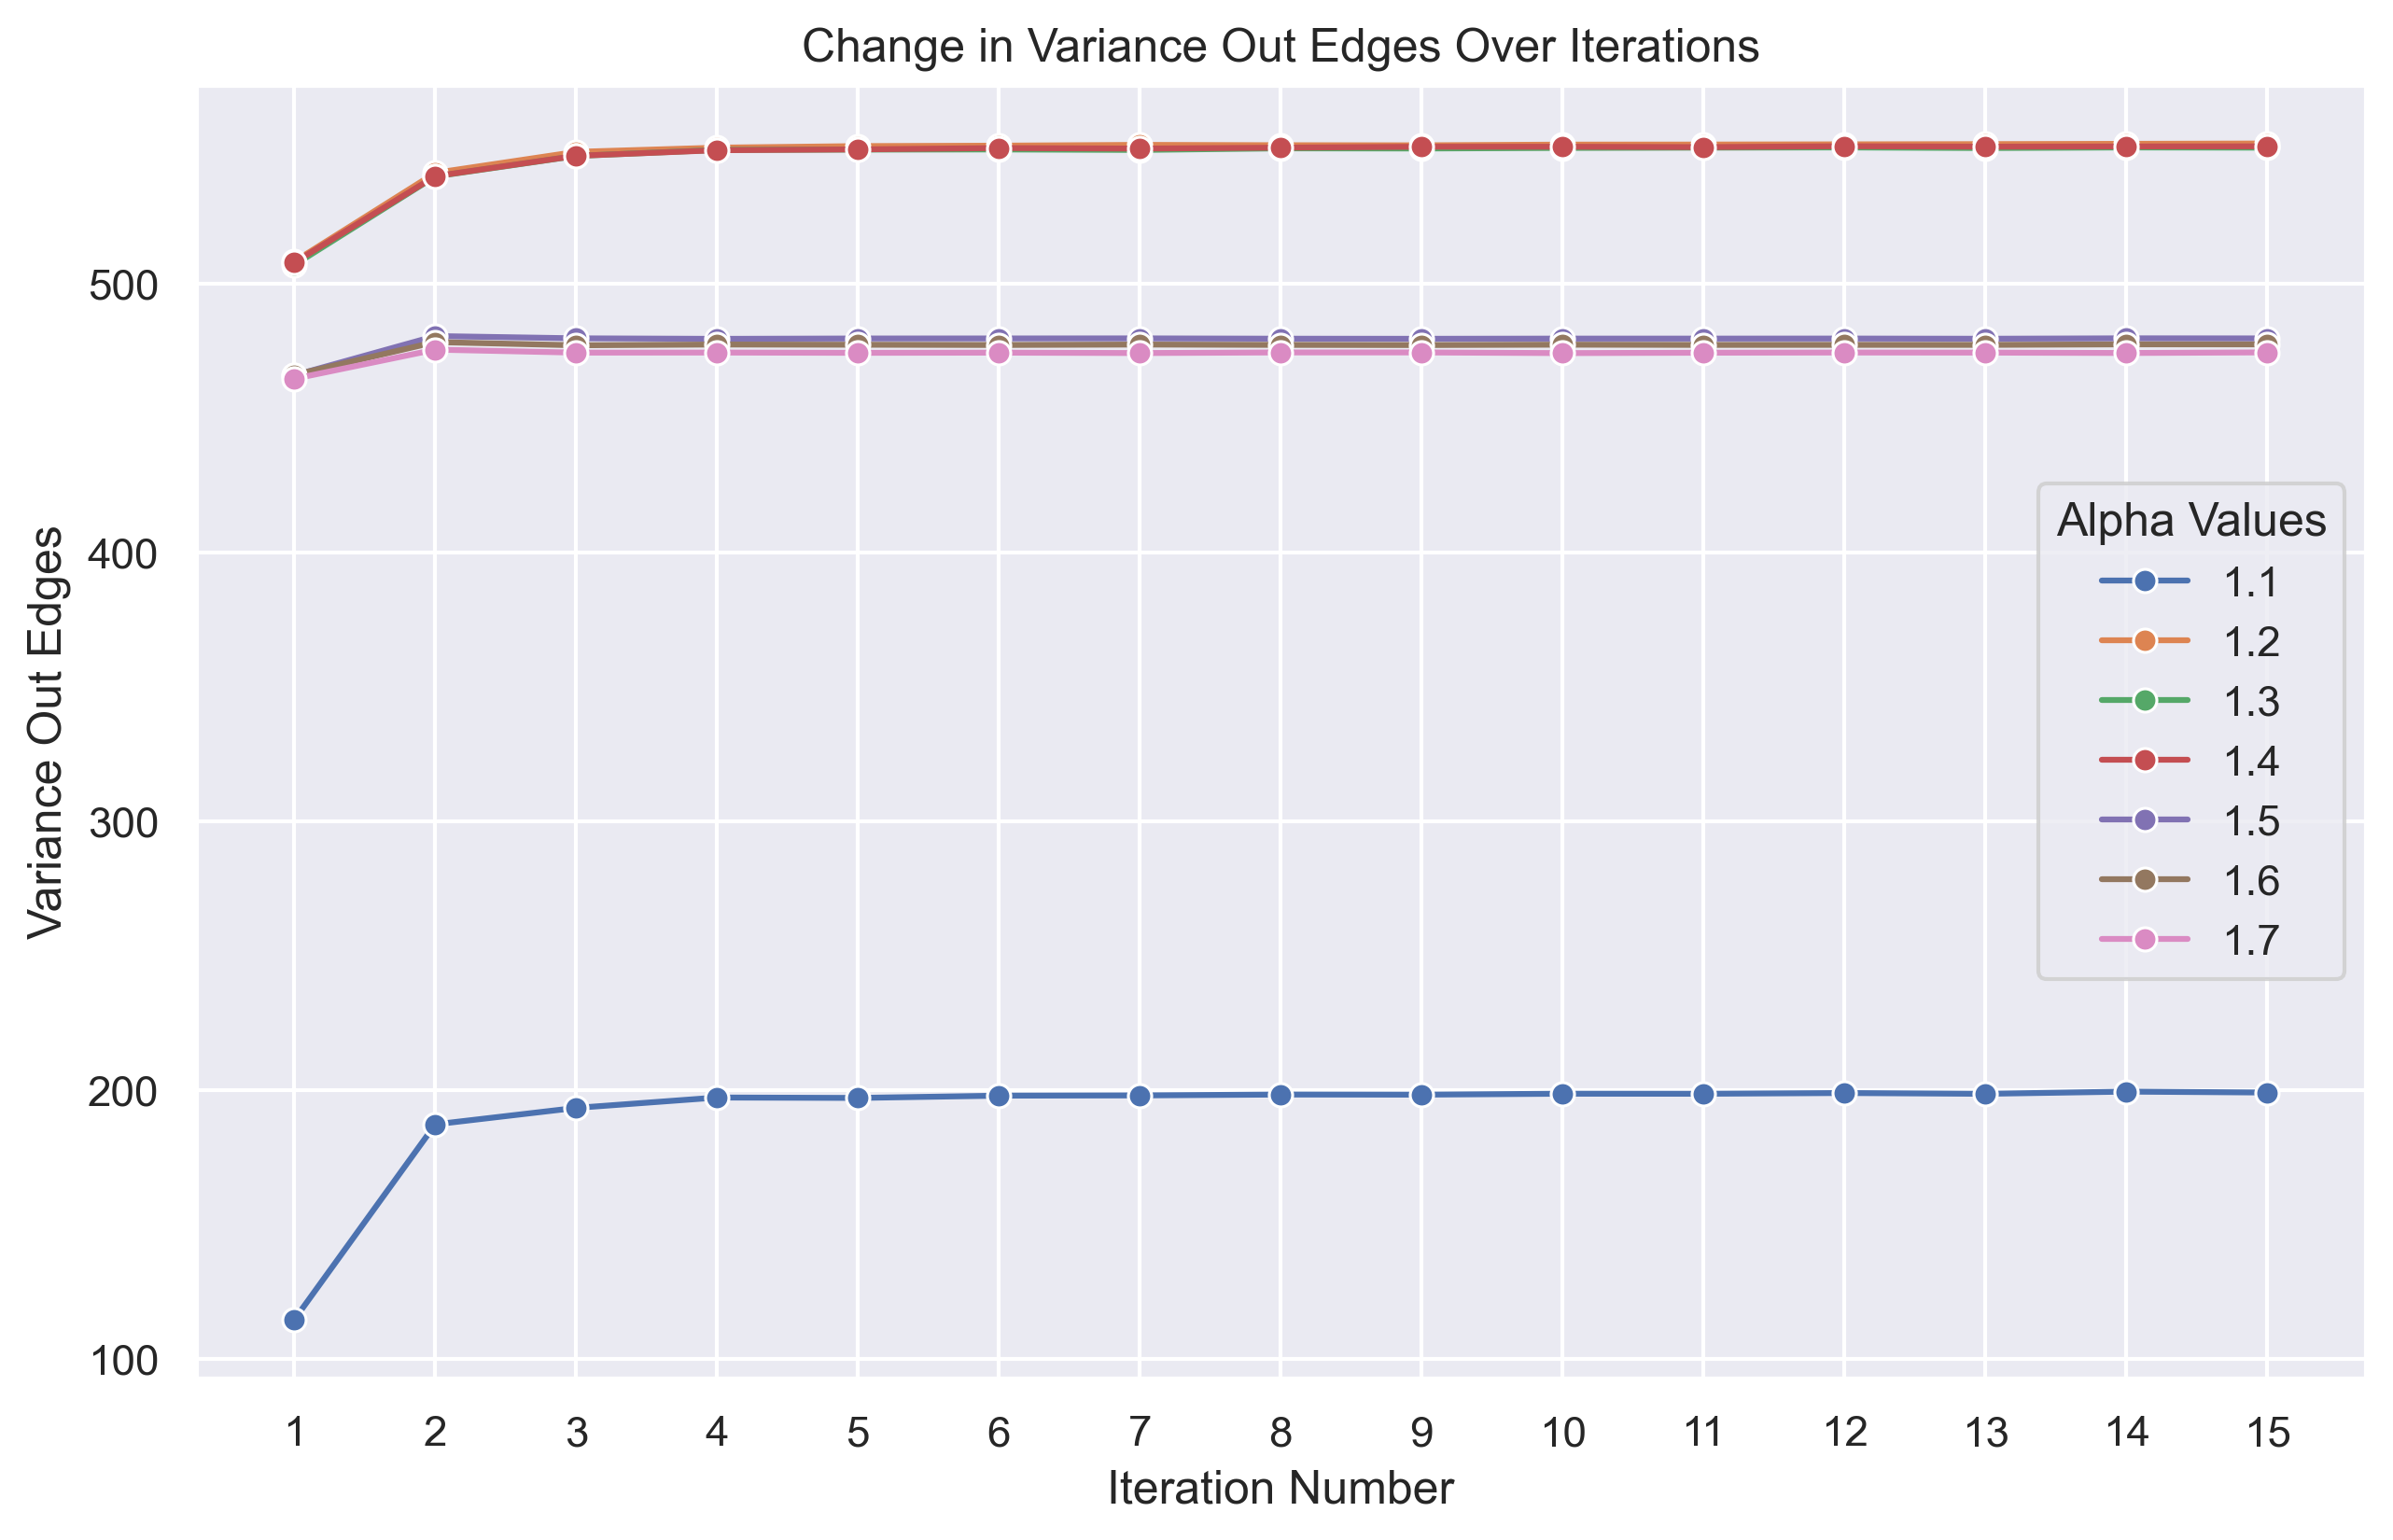 Change in Variance Out Edges Over Iterations
Variance Out Edges
500
400
300
200
100
Alpha Values
1.1
1.2
1.3
1.4
1.5
1.6
1.7
1 2 3 4 5 6 7 8 9 10 11 12 13 14 15
Iteration Number